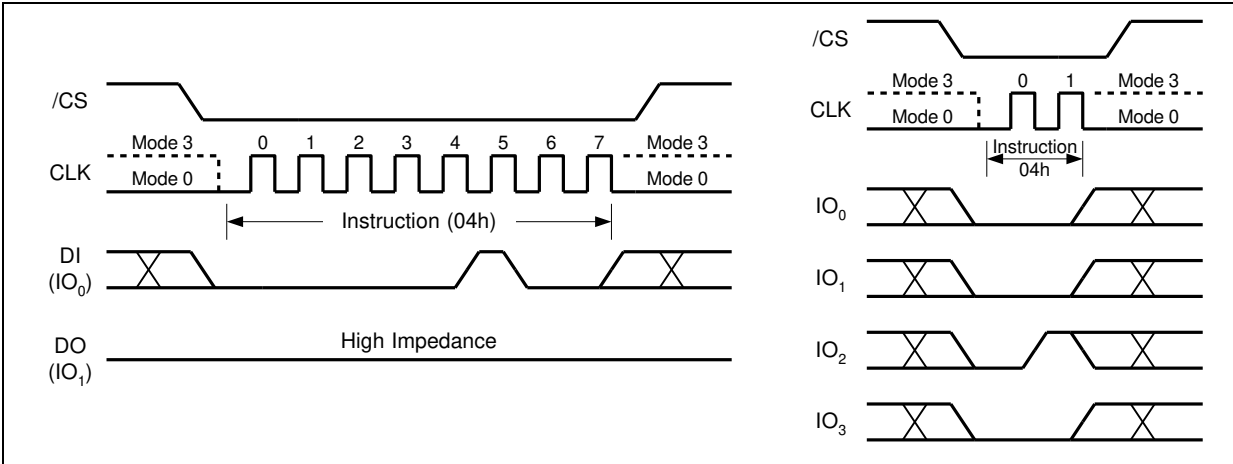 /CS
Mode 3 0 1 2 3 4 5 6 7 Mode 3
CLK Mode 0 Mode 0
Instruction (04h)
DI
(IO0)
High Impedance
DO
(IO1)
/CS
Mode 3 0 1 Mode 3
CLK Mode 0 Mode 0
Instruction
04h
IO0
IO1
IO2
IO3